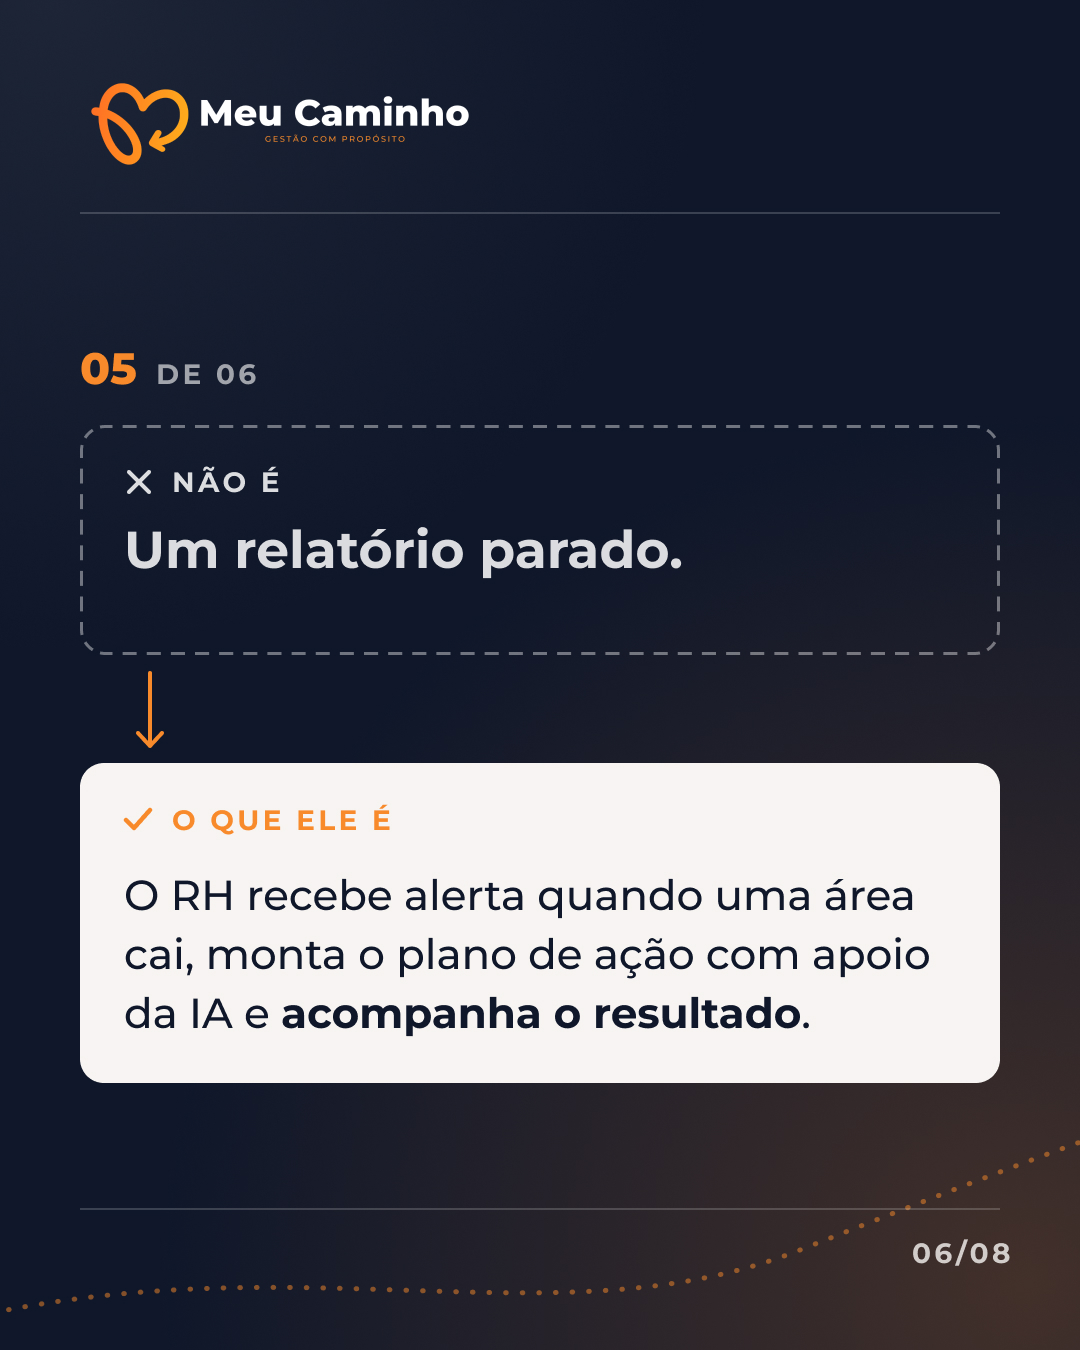 Meu Caminho
GESTÃO COM PROPÓSITO
05 DE 06
NÃO É
Um relatório parado.
O QUE ELE É
O RH recebe alerta quando uma área
cai, monta o plano de ação com apoio
da IA e acompanha o resultado.
06/08